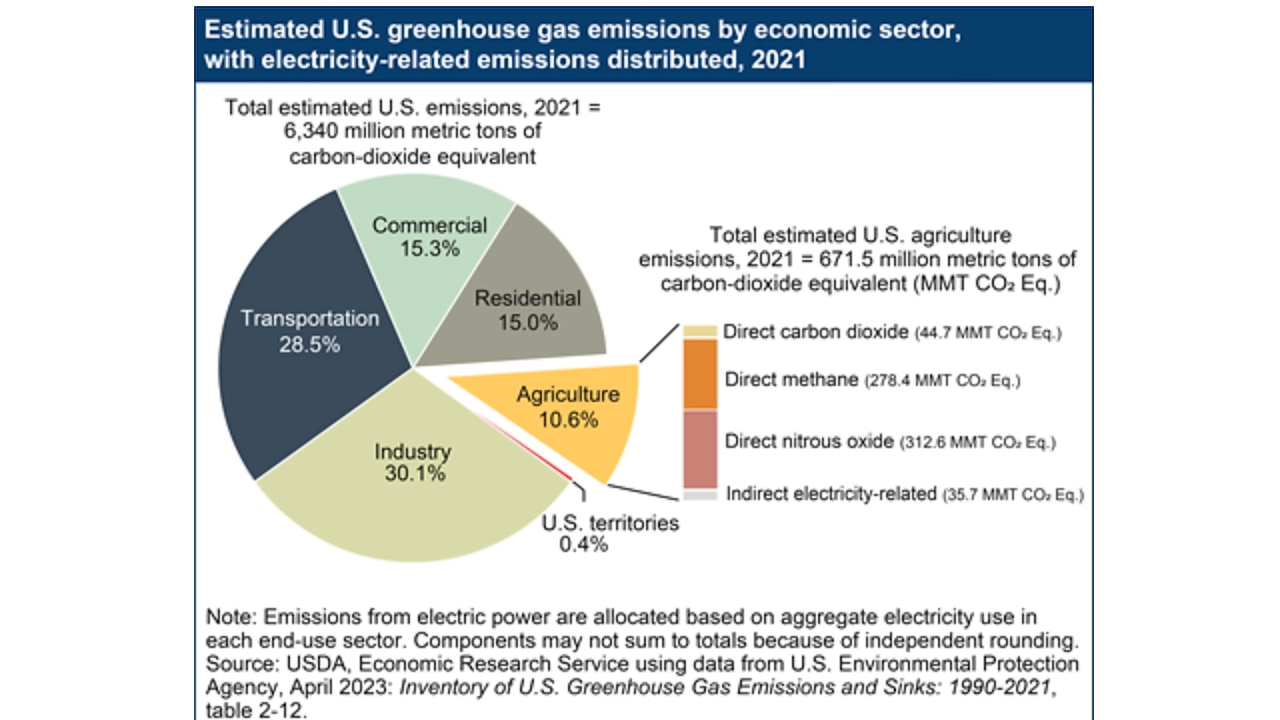 Estimated U.S. greenhouse gas emissions by economic sector,
with electricity-related emissions distributed, 2021
Total estimated U.S. emissions, 2021 =
6,340 million metric tons of
carbon-dioxide equivalent
Commercial
15.3%
Residential
15.0%
Transportation
28.5%
Agriculture
10.6%
Industry
30.1%
U.S. territories
0.4%
Total estimated U.S. agriculture
emissions, 2021 = 671.5 million metric tons of
carbon-dioxide equivalent (MMT CO₂ Eq.)
Direct carbon dioxide (44.7 MMT CO₂ Eq.)
Direct methane (278.4 MMT CO₂ Eq.)
Direct nitrous oxide (312.6 MMT CO₂ Eq.)
Indirect electricity-related (35.7 MMT CO₂ Eq.)
Note: Emissions from electric power are allocated based on aggregate electricity use in
each end-use sector. Components may not sum to totals because of independent rounding.
Source: USDA, Economic Research Service using data from U.S. Environmental Protection
Agency, April 2023: Inventory of U.S. Greenhouse Gas Emissions and Sinks: 1990-2021,
table 2-12.